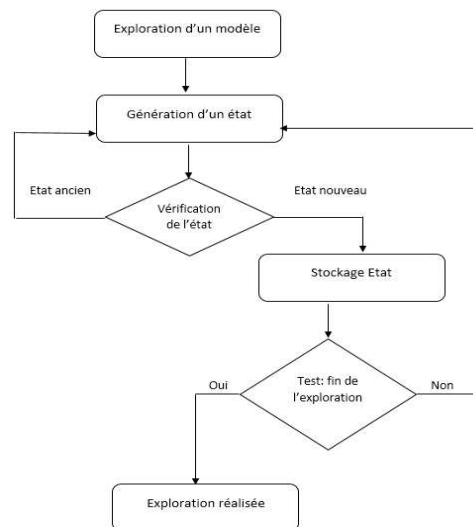 Exploration d'un modèle
Génération d'un état
Etat ancien
Etat nouveau
Vérification
de l'état
Stockage Etat
Oui
Test: fin de
l'exploration
Non
Exploration réalisée